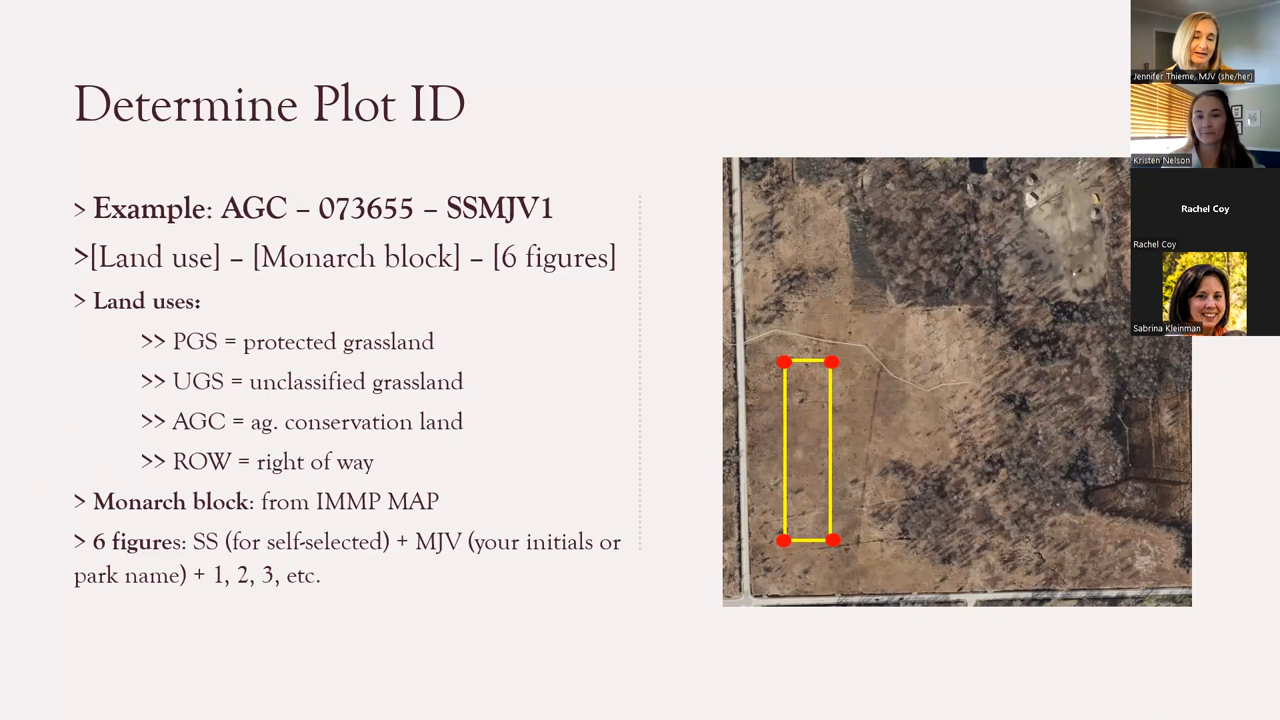 Determine Plot ID
> Example: AGC – 073655 – SSMJV1
>[Land use] – [Monarch block] – [6 figures]
> Land uses:
>> PGS = protected grassland
>> UGS = unclassified grassland
>> AGC = ag. conservation land
>> ROW = right of way
> Monarch block: from IMMP MAP
> 6 figures: SS (for self-selected) + MJV (your initials or
park name) + 1, 2, 3, etc.
Jennifer Thieme, MJV (she/her)
Kristen Nelson
Rachel Coy
Rachel Coy
Sabrina Kleinman